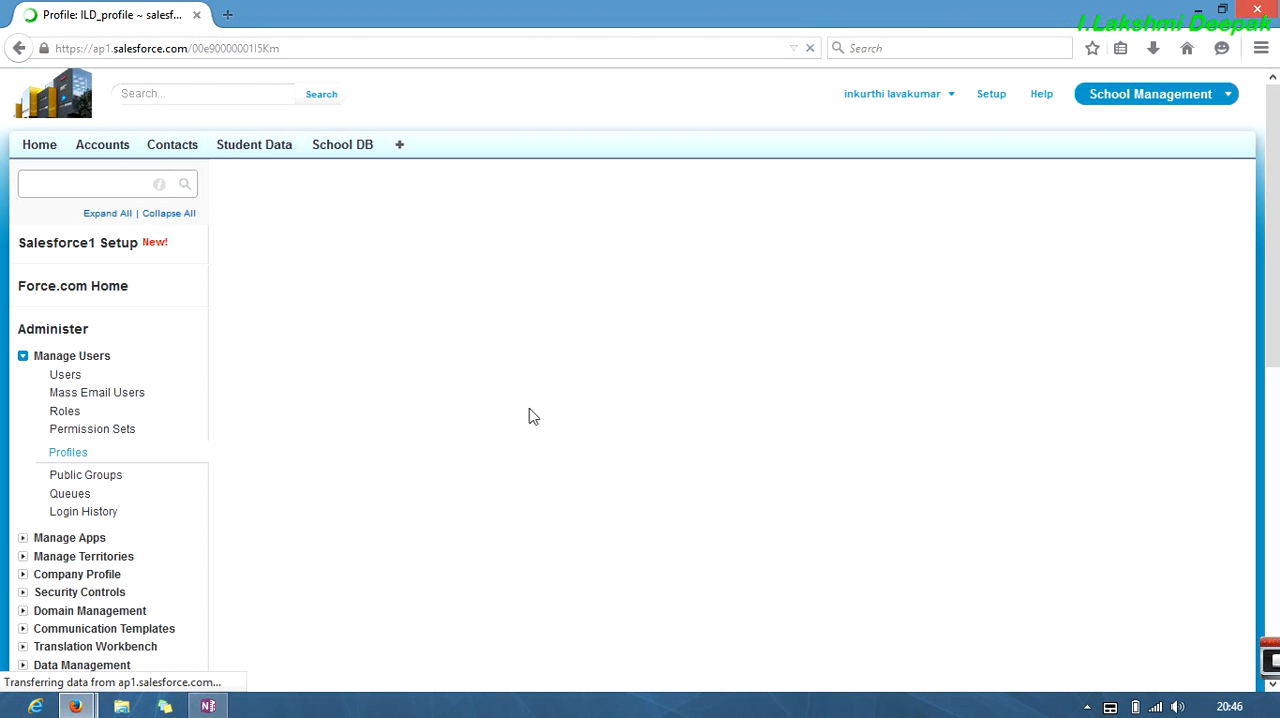 Profile: ILD_profile ~ salesf...
I.Lakshmi Deepak
https://ap1.salesforce.com/00e90000001I5Km
Search
Search...
Search
inkurthi lavakumar
Setup
Help
School Management
Home
Accounts
Contacts
Student Data
School DB
+
Expand All | Collapse All
Salesforce1 Setup New!
Force.com Home
Administer
Manage Users
Users
Mass Email Users
Roles
Permission Sets
Profiles
Public Groups
Queues
Login History
Manage Apps
Manage Territories
Company Profile
Security Controls
Domain Management
Communication Templates
Translation Workbench
Data Management
Transferring data from ap1.salesforce.com...
20:46